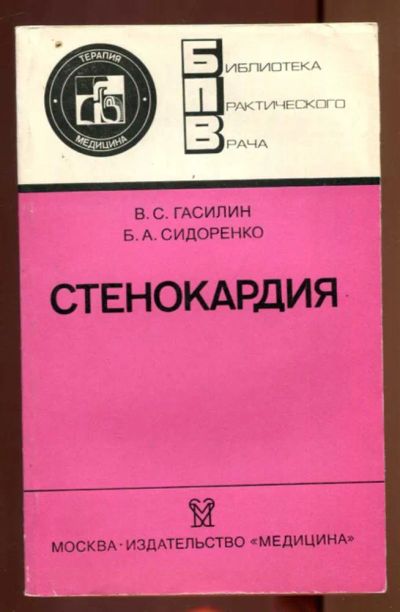 ТЕРАПИЯ
МЕДИЦИНА
БИБЛИОТЕКА
ПРАКТИЧЕСКОГО
ВРАЧА
В. С. ГАСИЛИН
Б. А. СИДОРЕНКО
СТЕНОКАРДИЯ
МОСКВА · ИЗДАТЕЛЬСТВО «МЕДИЦИНА»